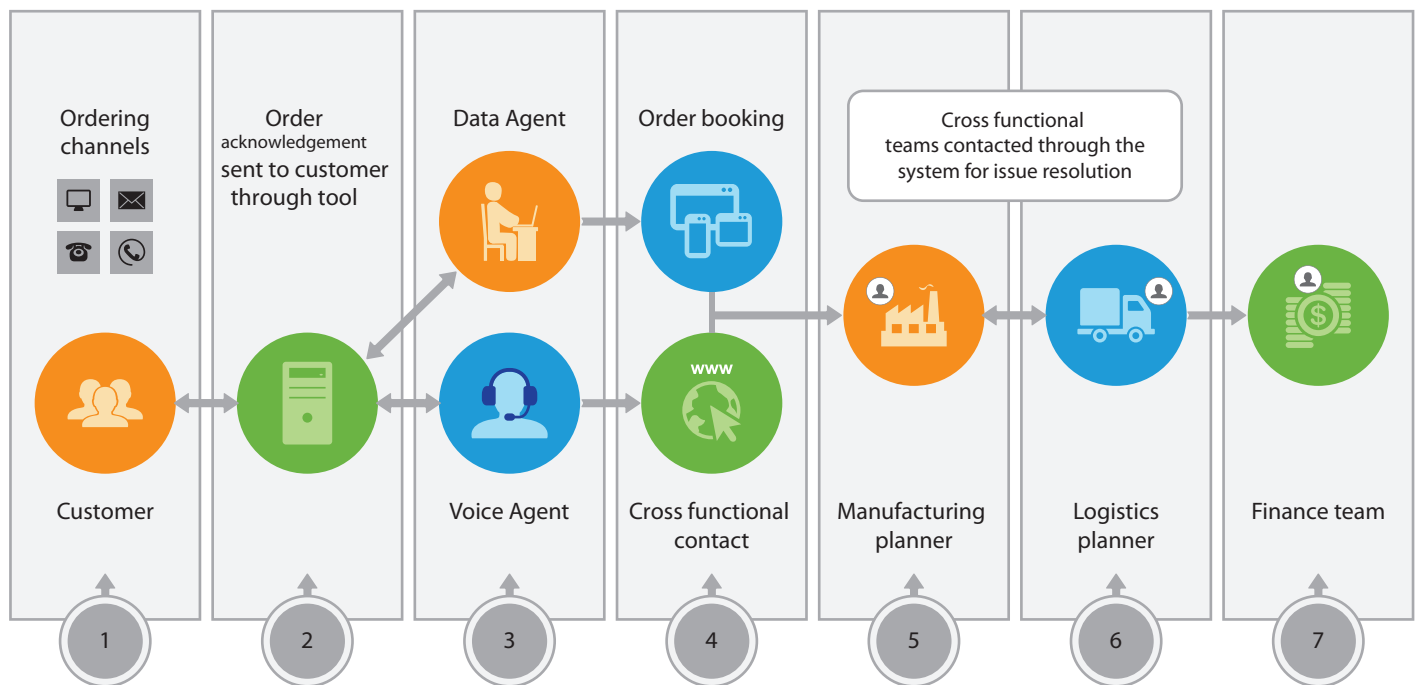 Ordering
channels
Customer
1
Order
acknowledgement
sent to customer
through tool
2
Data Agent
Voice Agent
3
Order booking
www
Cross functional
contact
4
Cross functional
teams contacted through the
system for issue resolution
Manufacturing
planner
5
Logistics
planner
6
$
Finance team
7